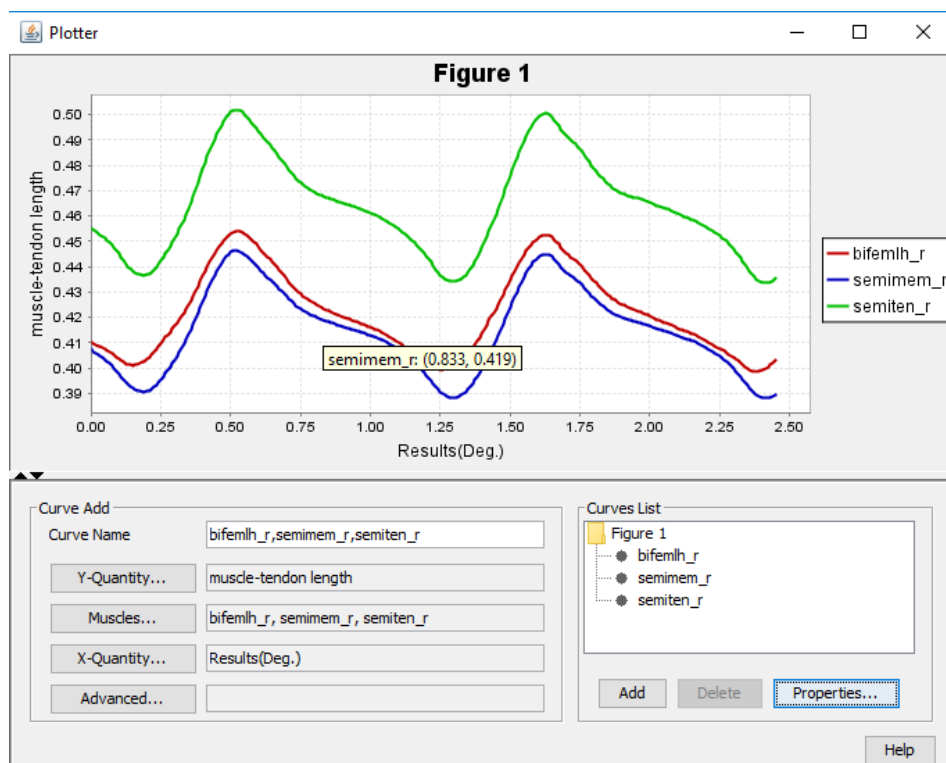 Plotter
Figure 1
muscle-tendon length
0.50
0.49
0.48
0.47
0.46
0.45
0.44
0.43
0.42
0.41
0.40
0.39
semimem_r: (0.833, 0.419)
0.00 0.25 0.50 0.75 1.00 1.25 1.50 1.75 2.00 2.25 2.50
Results(Deg.)
bifemlh_r
semimem_r
semiten_r
Curve Add
Curve Name bifemlh_r,semimem_r,semiten_r
Y-Quantity... muscle-tendon length
Muscles... bifemlh_r, semimem_r, semiten_r
X-Quantity... Results(Deg.)
Advanced...
Curves List
Figure 1
bifemlh_r
semimem_r
semiten_r
Add Delete Properties...
Help